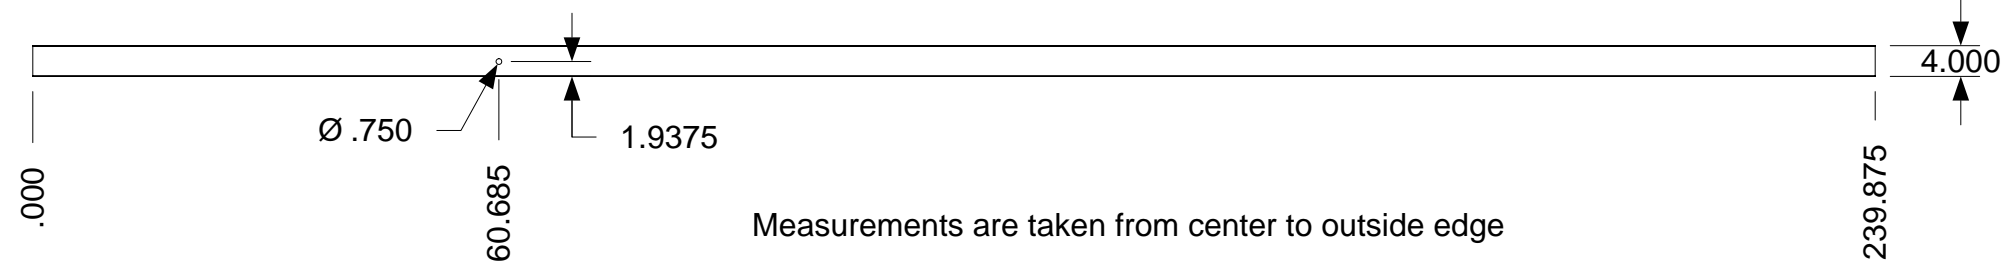 4.000
Ø .750
1.9375
.000
60.685
239.875
Measurements are taken from center to outside edge